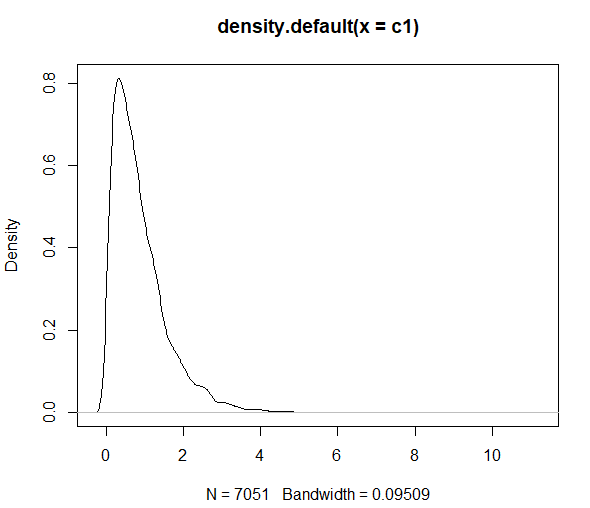 density.default(x = c1)
Density
0.8
0.6
0.4
0.2
0.0
0 2 4 6 8 10
N = 7051 Bandwidth = 0.09509